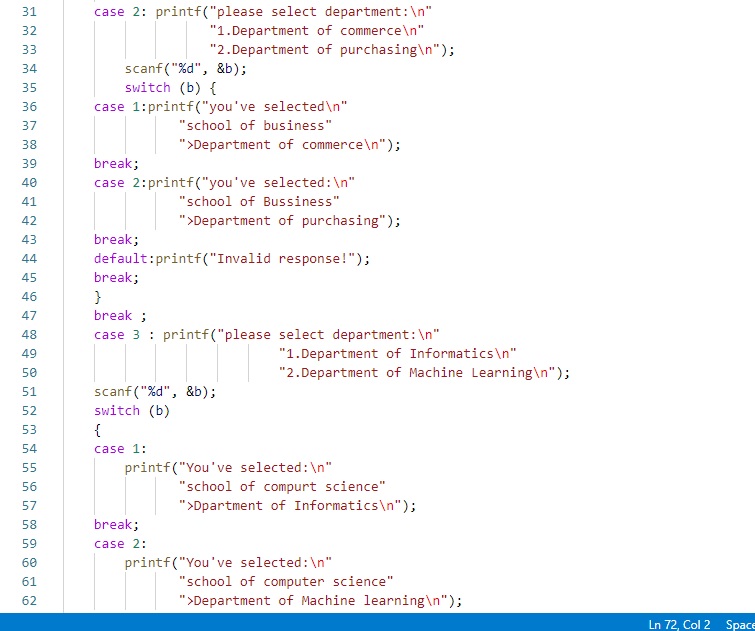 31 case 2: printf("please select department:\n"
32 "1.Department of commerce\n"
33 "2.Department of purchasing\n");
34 scanf("%d", &b);
35 switch (b) {
36 case 1:printf("you've selected\n"
37 "school of business"
38 ">Department of commerce\n");
39 break;
40 case 2:printf("you've selected:\n"
41 "school of Bussiness"
42 ">Department of purchasing");
43 break;
44 default:printf("Invalid response!");
45 break;
46 }
47 break ;
48 case 3 : printf("please select department:\n"
49 "1.Department of Informatics\n"
50 "2.Department of Machine Learning\n");
51 scanf("%d", &b);
52 switch (b)
53 {
54 case 1:
55 printf("You've selected:\n"
56 "school of compurt science"
57 ">Dpartment of Informatics\n");
58 break;
59 case 2:
60 printf("You've selected:\n"
61 "school of computer science"
62 ">Department of Machine learning\n");
Ln 72, Col 2 Space